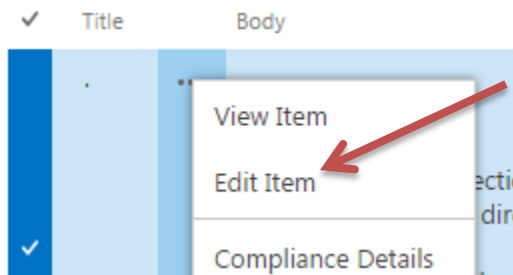 Title Body
. ...
View Item
Edit Item
Compliance Details